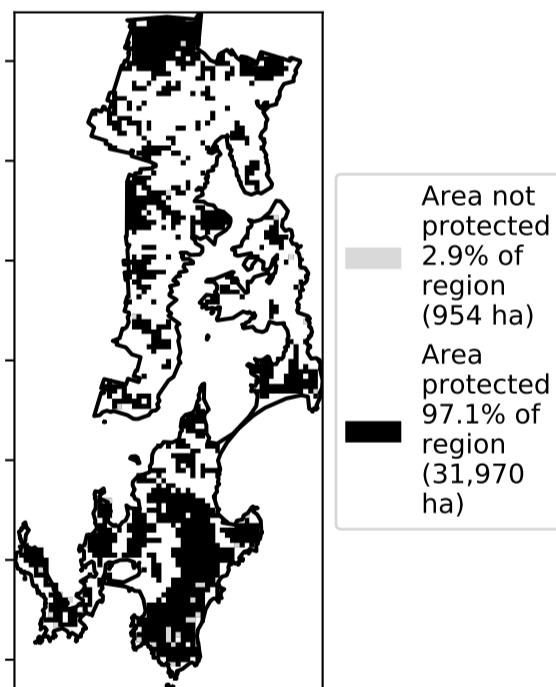 Area not
protected
2.9% of
region
(954 ha)
Area
protected
97.1% of
region
(31,970
ha)